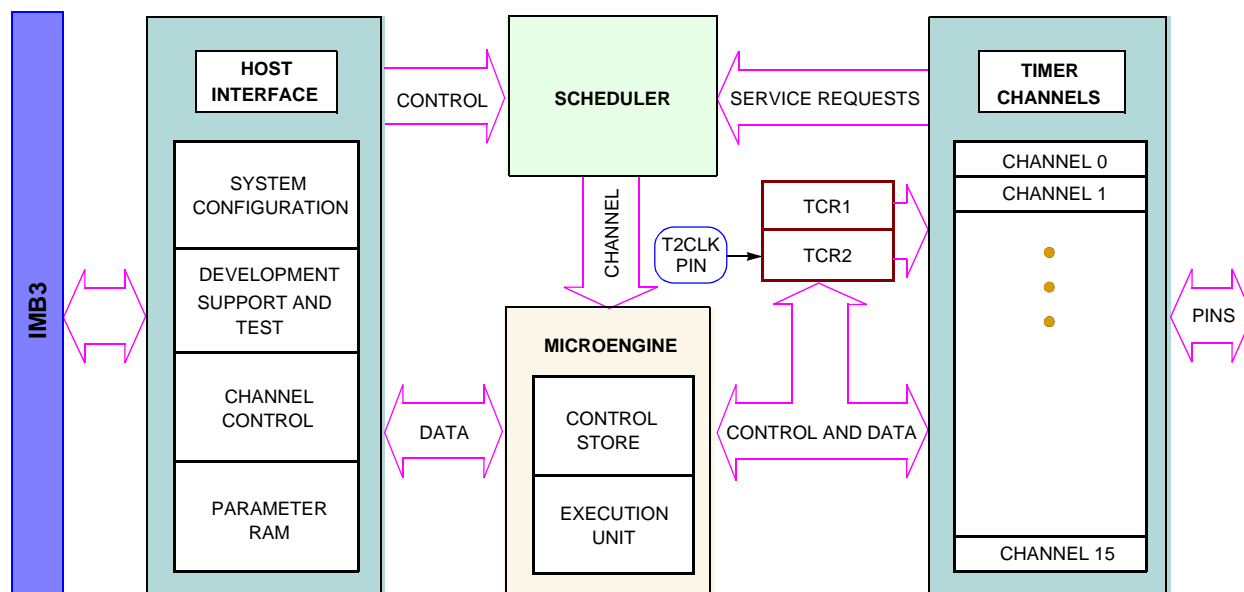 IMB3
HOST
INTERFACE
SYSTEM
CONFIGURATION
DEVELOPMENT
SUPPORT AND
TEST
CHANNEL
CONTROL
PARAMETER
RAM
CONTROL
DATA
SCHEDULER
CHANNEL
MICROENGINE
CONTROL
STORE
EXECUTION
UNIT
SERVICE REQUESTS
T2CLK
PIN
TCR1
TCR2
CONTROL AND DATA
TIMER
CHANNELS
CHANNEL 0
CHANNEL 1
CHANNEL 15
PINS